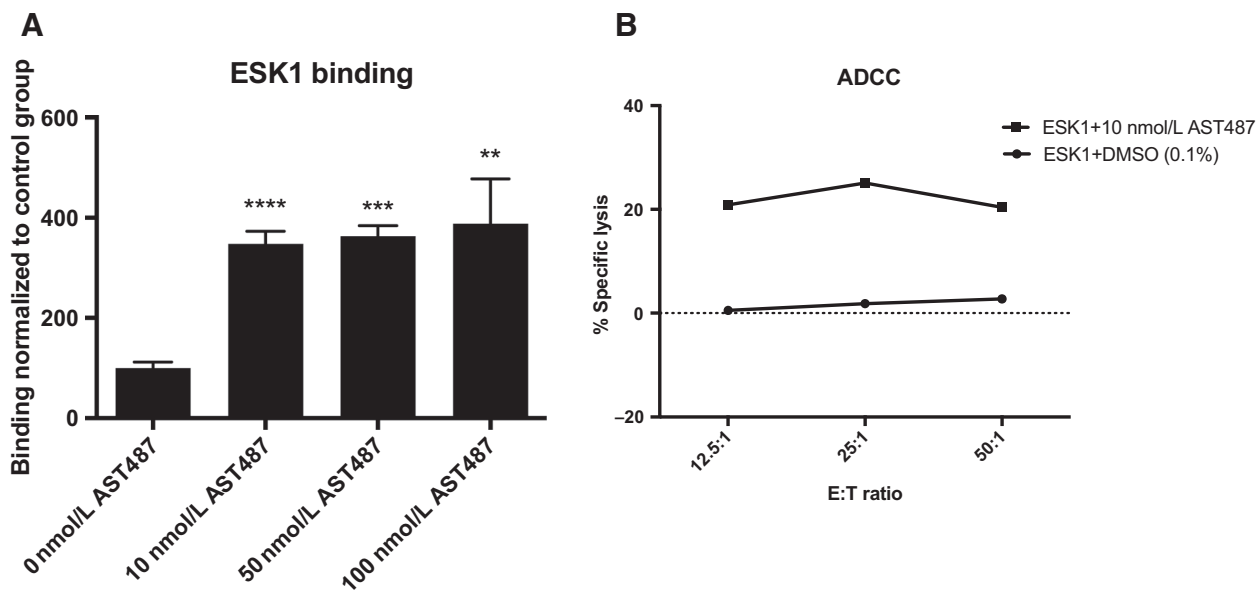 A
ESK1 binding
Binding normalized to control group
600
400
200
0
****
***
**
0 nmol/L AST487
10 nmol/L AST487
50 nmol/L AST487
100 nmol/L AST487
B
ADCC
% Specific lysis
40
20
0
–20
ESK1+10 nmol/L AST487
ESK1+DMSO (0.1%)
12.5:1
25:1
50:1
E:T ratio